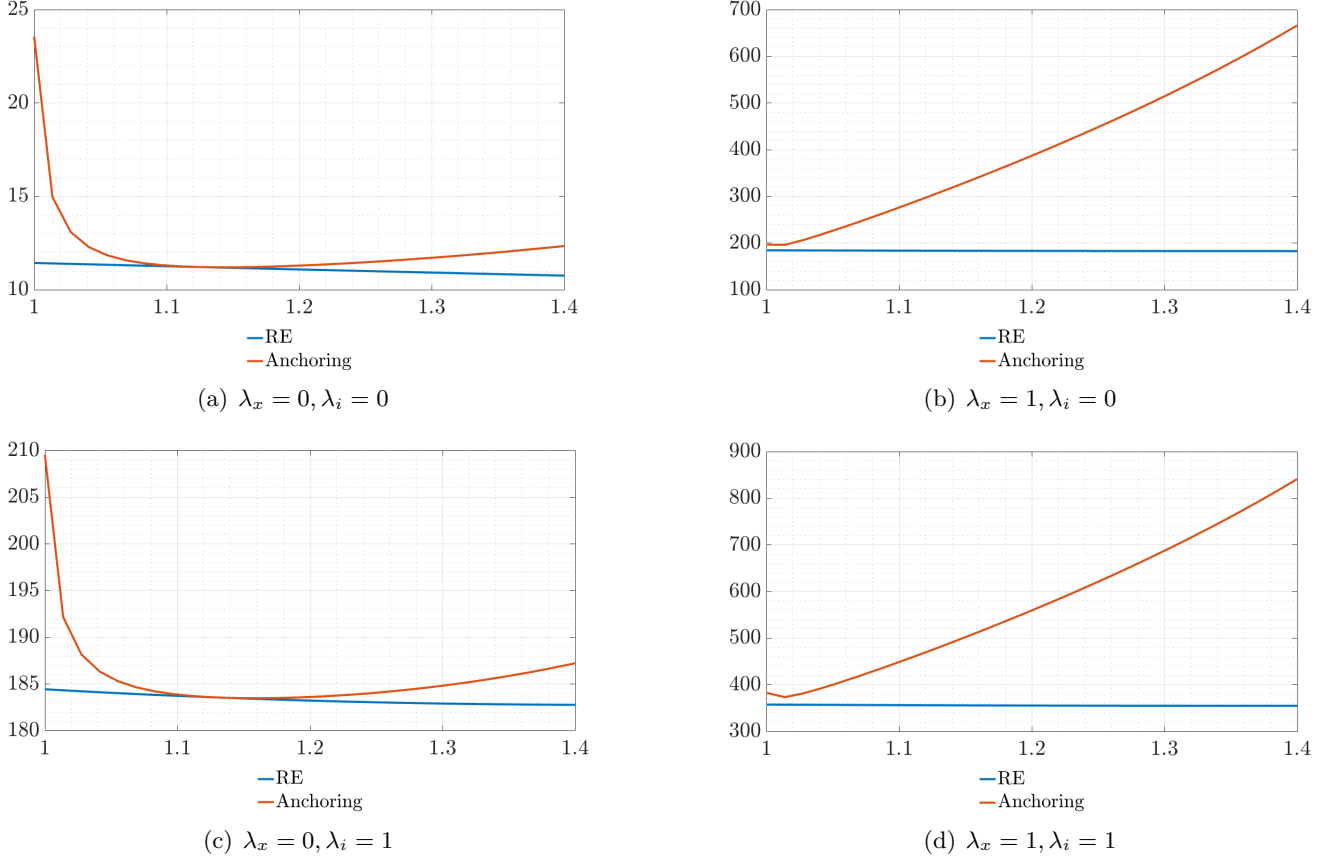 25
20
15
10
1 1.1 1.2 1.3 1.4
RE
Anchoring
(a) λₓ = 0, λᵢ = 0
700
600
500
400
300
200
100
1 1.1 1.2 1.3 1.4
RE
Anchoring
(b) λₓ = 1, λᵢ = 0
210
205
200
195
190
185
180
1 1.1 1.2 1.3 1.4
RE
Anchoring
(c) λₓ = 0, λᵢ = 1
900
800
700
600
500
400
300
1 1.1 1.2 1.3 1.4
RE
Anchoring
(d) λₓ = 1, λᵢ = 1